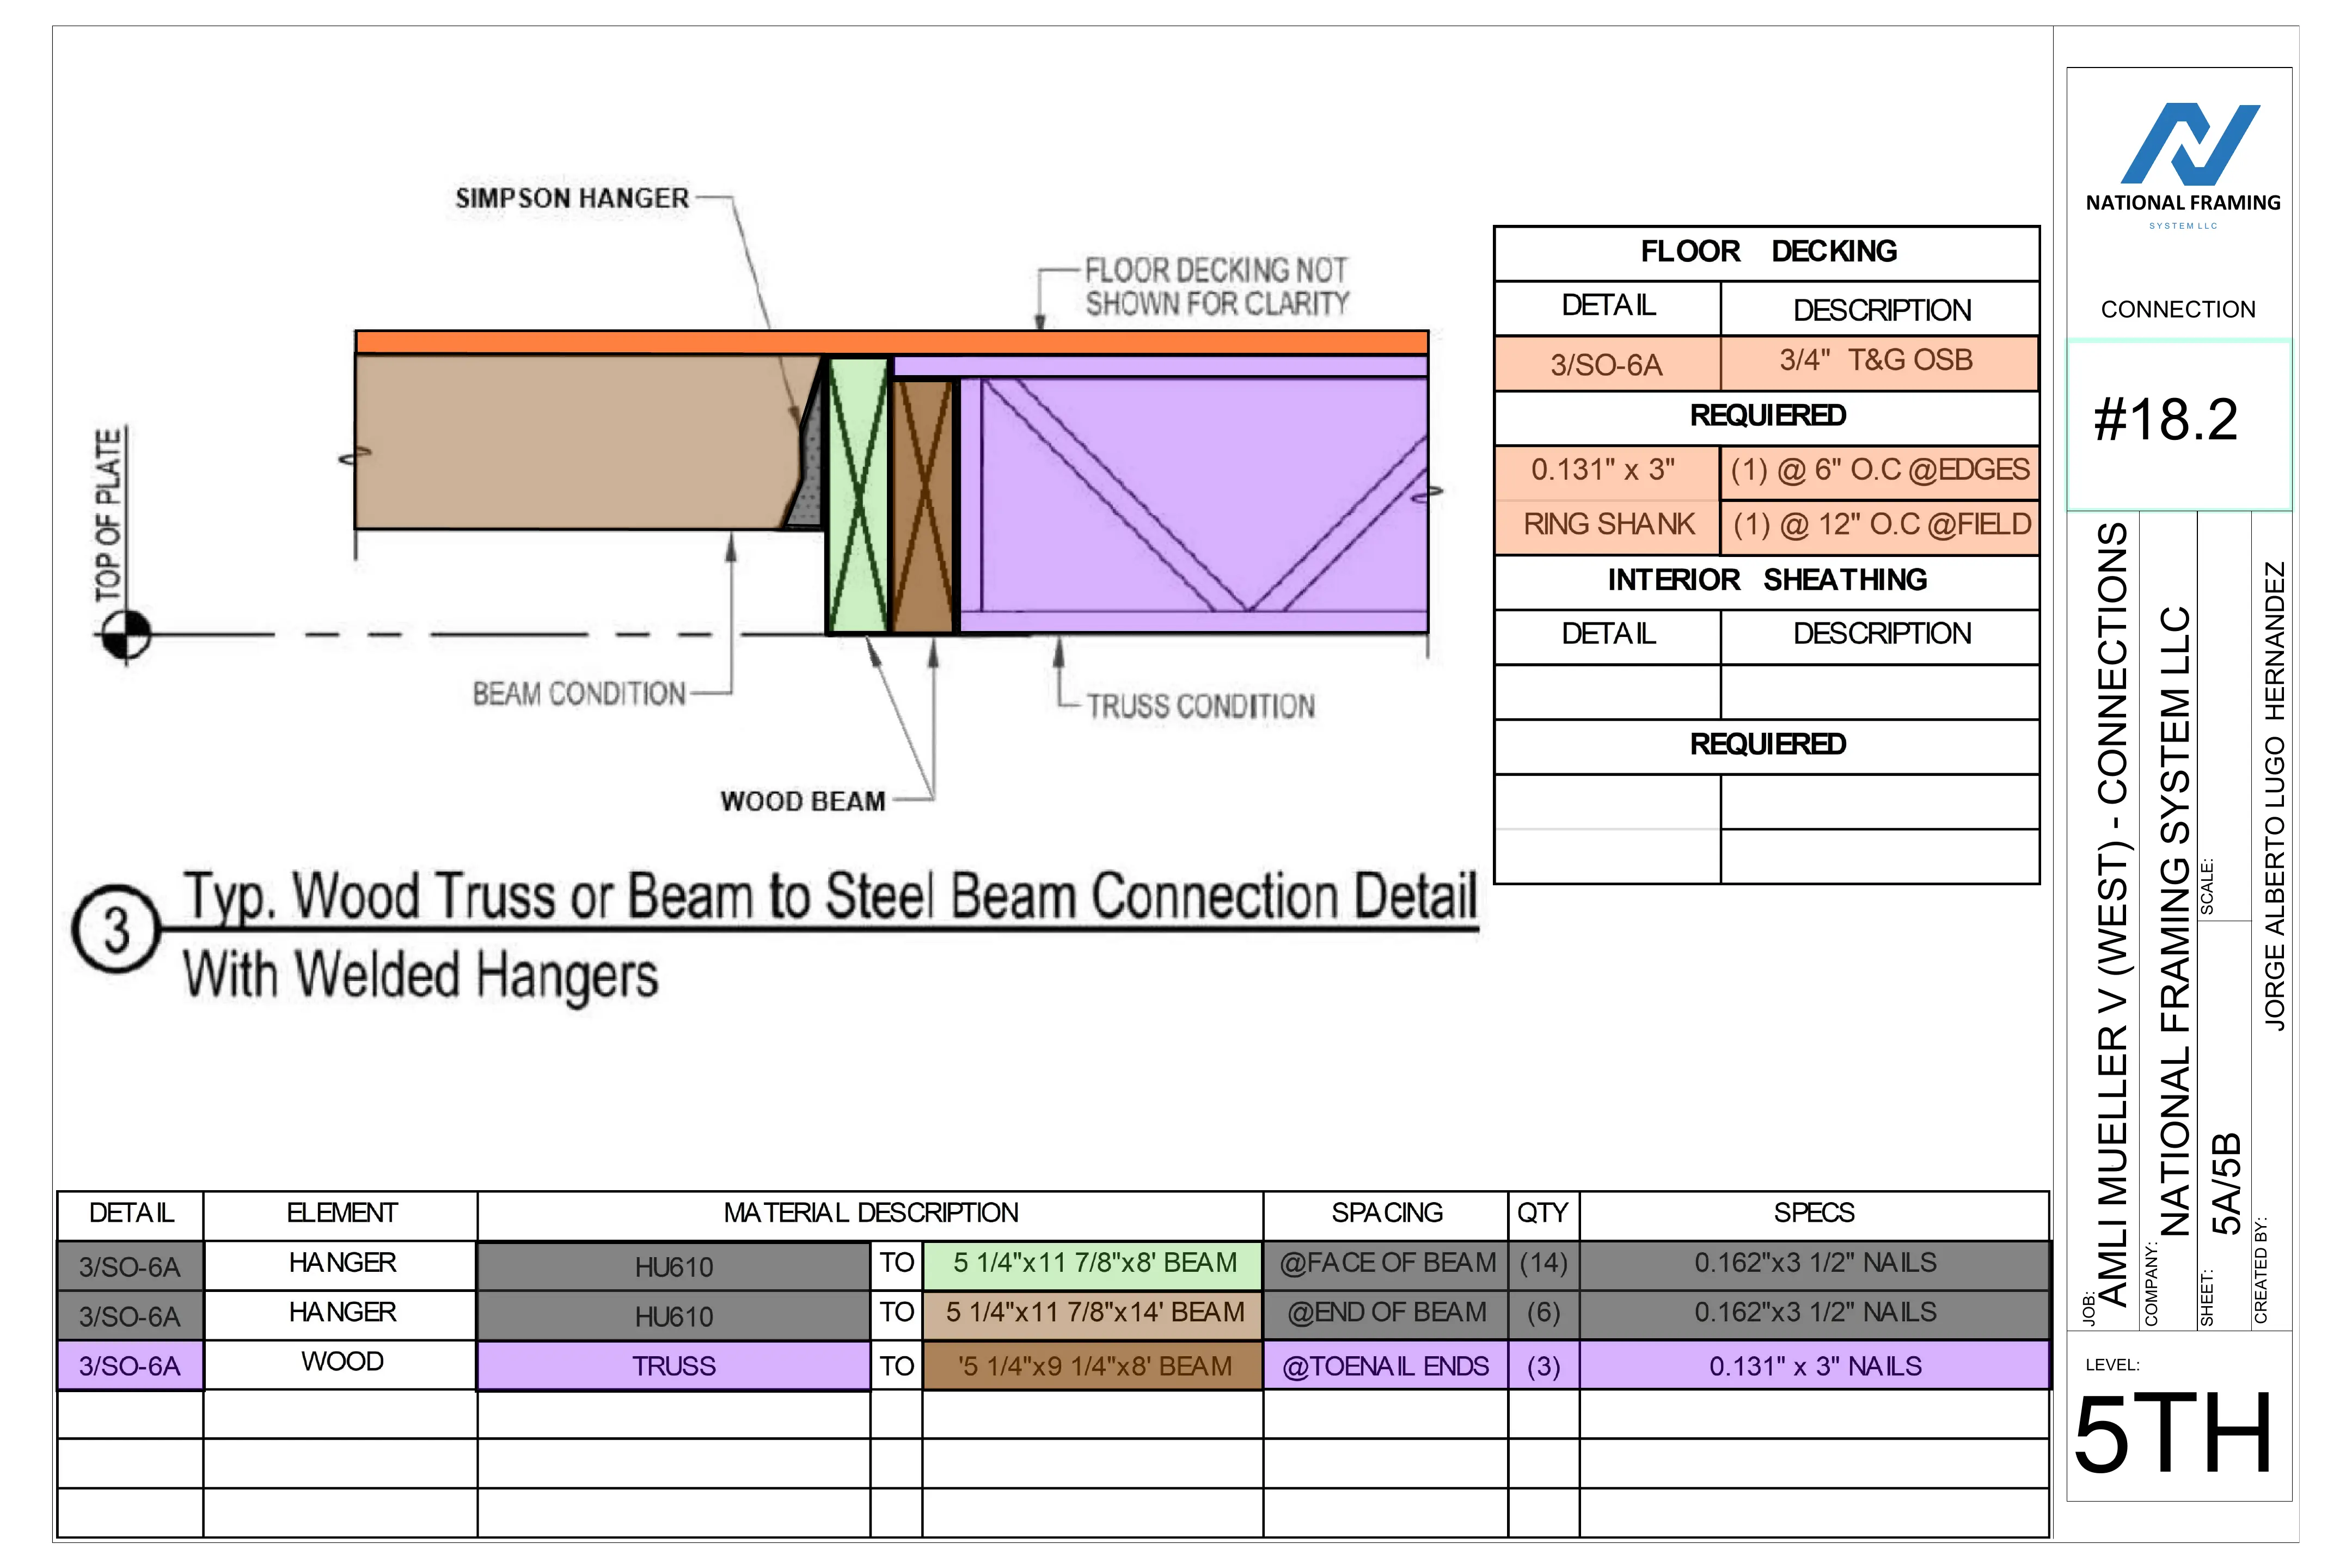 SIMPSON HANGER
FLOOR DECKING NOT
SHOWN FOR CLARITY
TOP OF PLATE
BEAM CONDITION
TRUSS CONDITION
WOOD BEAM
3
Typ. Wood Truss or Beam to Steel Beam Connection Detail
With Welded Hangers
FLOOR DECKING
DETAIL DESCRIPTION
3/SO-6A 3/4" T&G OSB
REQUIERED
0.131" x 3" (1) @ 6" O.C @EDGES
RING SHANK (1) @ 12" O.C @FIELD
INTERIOR SHEATHING
DETAIL DESCRIPTION
REQUIERED
DETAIL ELEMENT MATERIAL DESCRIPTION SPACING QTY SPECS
3/SO-6A HANGER HU610 TO 5 1/4"x11 7/8"x8' BEAM @FACE OF BEAM (14) 0.162"x3 1/2" NAILS
3/SO-6A HANGER HU610 TO 5 1/4"x11 7/8"x14' BEAM @END OF BEAM (6) 0.162"x3 1/2" NAILS
3/SO-6A WOOD TRUSS TO '5 1/4"x9 1/4"x8' BEAM @TOENAIL ENDS (3) 0.131" x 3" NAILS
NATIONAL FRAMING
SYSTEM LLC
CONNECTION
#18.2
JOB:
AMLI MUELLER V (WEST) - CONNECTIONS
COMPANY:
NATIONAL FRAMING SYSTEM LLC
SHEET:
5A/5B
SCALE:
CREATED BY:
JORGE ALBERTO LUGO HERNANDEZ
LEVEL:
5TH